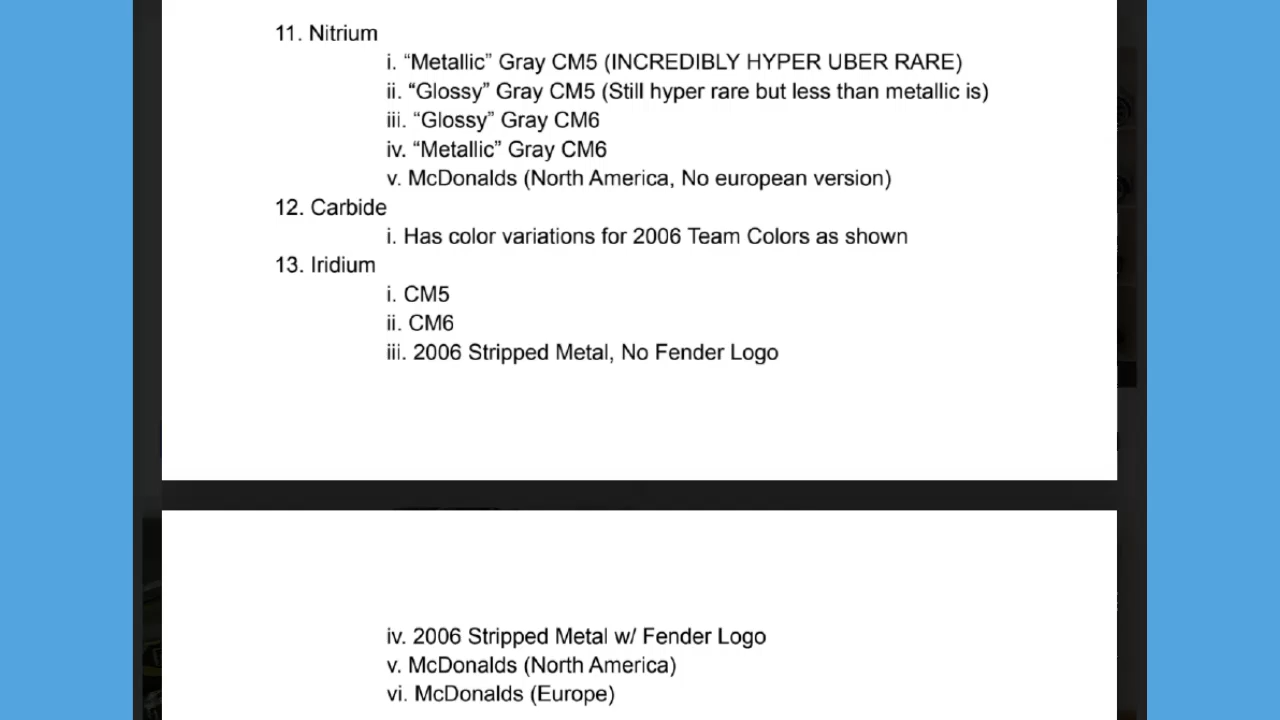 11. Nitrium
i. “Metallic” Gray CM5 (INCREDIBLY HYPER UBER RARE)
ii. “Glossy” Gray CM5 (Still hyper rare but less than metallic is)
iii. “Glossy” Gray CM6
iv. “Metallic” Gray CM6
v. McDonalds (North America, No european version)
12. Carbide
i. Has color variations for 2006 Team Colors as shown
13. Iridium
i. CM5
ii. CM6
iii. 2006 Stripped Metal, No Fender Logo
iv. 2006 Stripped Metal w/ Fender Logo
v. McDonalds (North America)
vi. McDonalds (Europe)